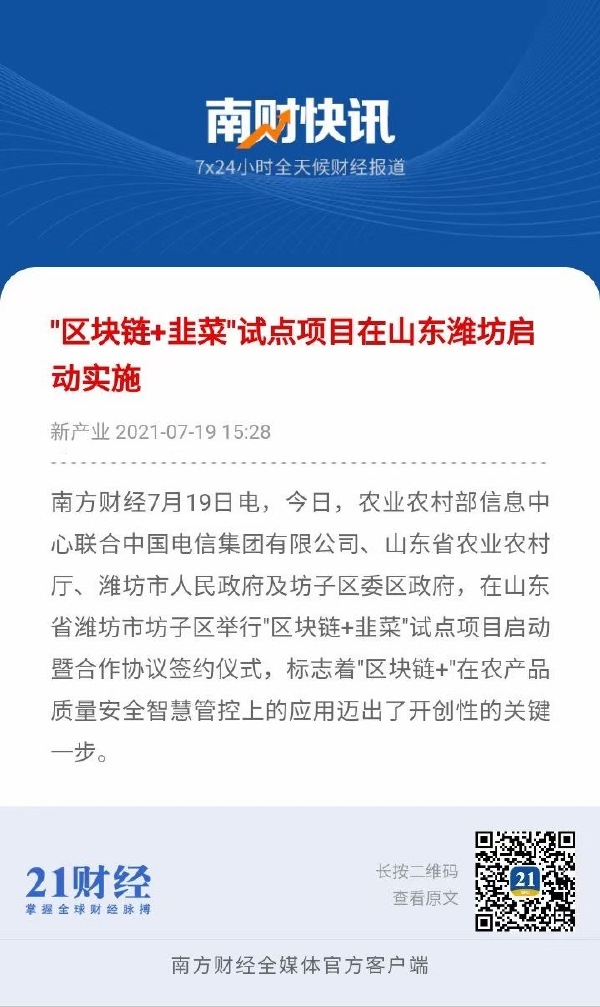 南财快讯
7x24小时全天候财经报道
"区块链+韭菜"试点项目在山东潍坊启
动实施
新产业 2021-07-19 15:28
南方财经7月19日电，今日，农业农村部信息中
心联合中国电信集团有限公司、山东省农业农村
厅、潍坊市人民政府及坊子区委区政府，在山东
省潍坊市坊子区举行"区块链+韭菜"试点项目启动
暨合作协议签约仪式，标志着"区块链+"在农产品
质量安全智慧管控上的应用迈出了开创性的关键
一步。
21财经
掌握全球财经脉搏
长按二维码
查看原文
21
南方财经全媒体官方客户端